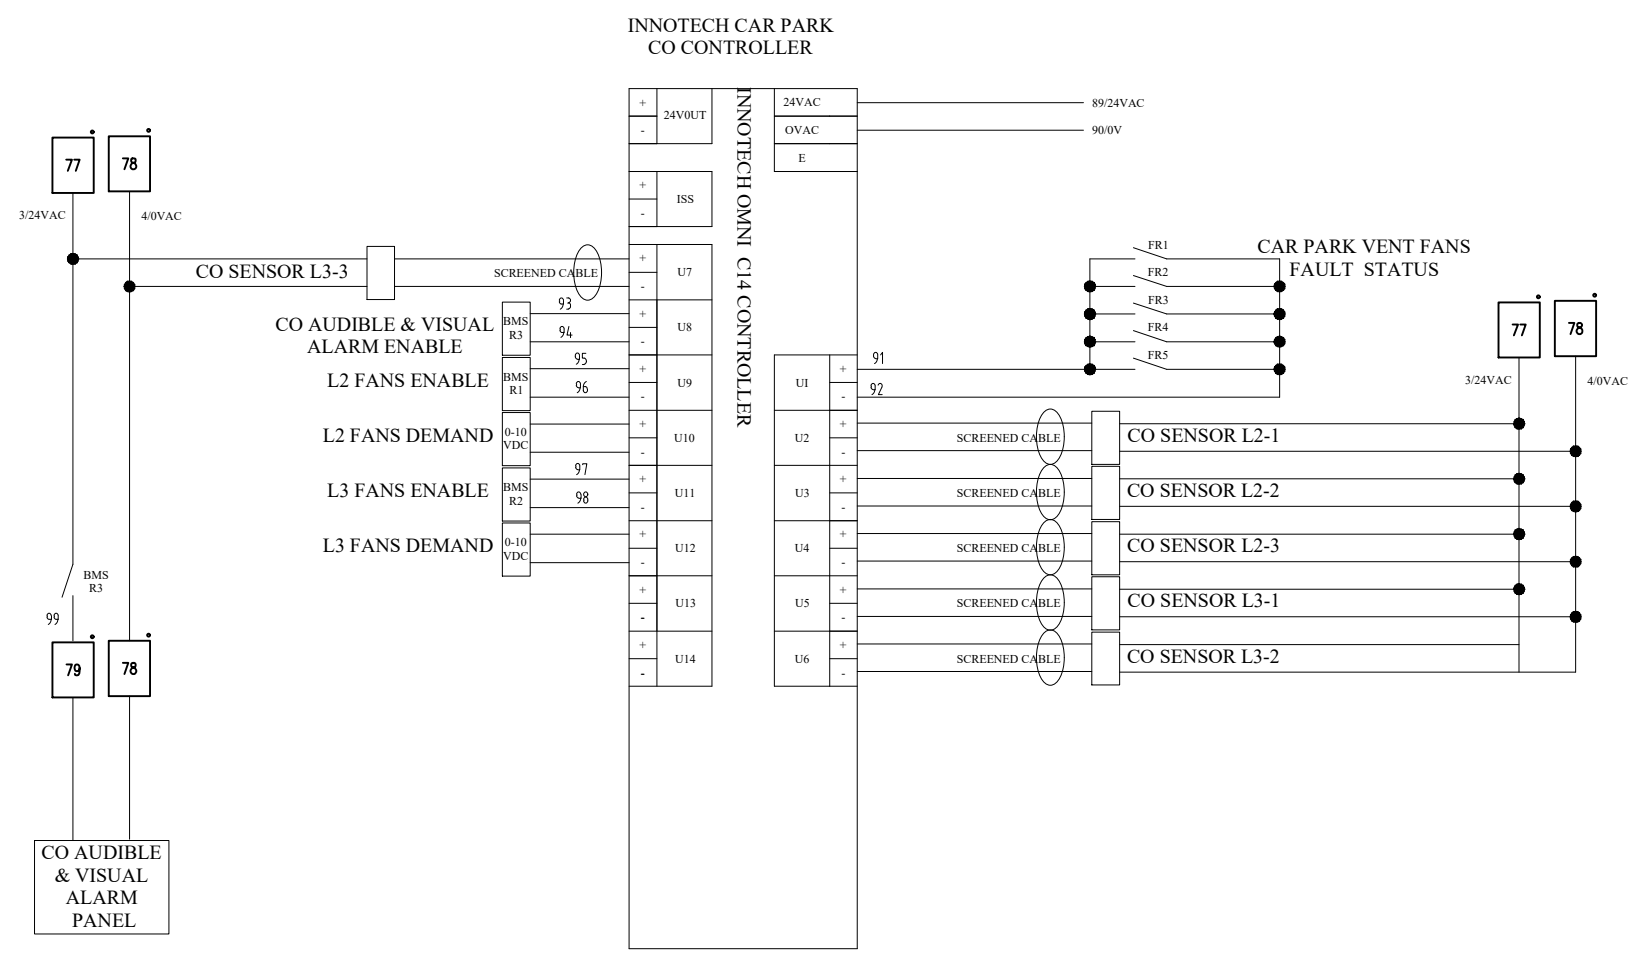 INNOTECH CAR PARK
CO CONTROLLER
+
24V0UT
-
ISS
+
-
INNOTECH OMNI  C14 CONTROLLER
24VAC
89/24VAC
OVAC
90/0V
E
77
78
3/24VAC
4/0VAC
CO SENSOR L3-3
SCREENED CABLE
+
U7
-
CO AUDIBLE & VISUAL
ALARM ENABLE
BMS
R3
93
94
+
U8
-
L2 FANS ENABLE
BMS
R1
95
96
+
U9
-
L2 FANS DEMAND
0-10
VDC
+
U10
-
L3 FANS ENABLE
BMS
R2
97
98
+
U11
-
L3 FANS DEMAND
0-10
VDC
+
U12
-
+
U13
-
+
U14
-
BMS
R3
99
79
78
CO AUDIBLE
& VISUAL
ALARM
PANEL
FR1
FR2
FR3
FR4
FR5
CAR PARK VENT FANS
FAULT  STATUS
77
78
3/24VAC
4/0VAC
UI
+
-
91
92
U2
+
-
SCREENED CABLE
CO SENSOR L2-1
U3
+
-
SCREENED CABLE
CO SENSOR L2-2
U4
+
-
SCREENED CABLE
CO SENSOR L2-3
U5
+
-
SCREENED CABLE
CO SENSOR L3-1
U6
+
-
SCREENED CABLE
CO SENSOR L3-2